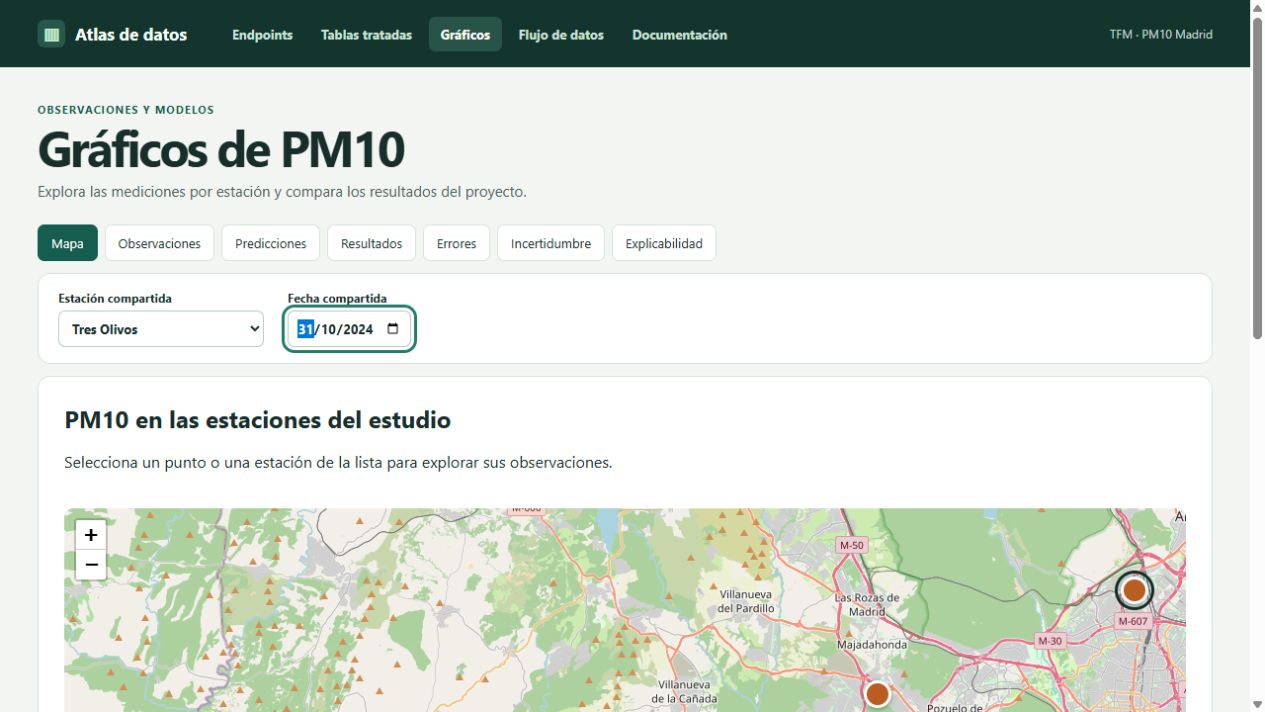 Atlas de datos
Endpoints
Tablas tratadas
Gráficos
Flujo de datos
Documentación
TFM · PM10 Madrid
OBSERVACIONES Y MODELOS
Gráficos de PM10
Explora las mediciones por estación y compara los resultados del proyecto.
Mapa
Observaciones
Predicciones
Resultados
Errores
Incertidumbre
Explicabilidad
Estación compartida
Fecha compartida
Tres Olivos
31/10/2024
PM10 en las estaciones del estudio
Selecciona un punto o una estación de la lista para explorar sus observaciones.
+
−
M-50
Villanueva
del Pardillo
Las Rozas de
Madrid
M-607
M-30
Majadahonda
Villanueva
de la Cañada
Pozuelo de